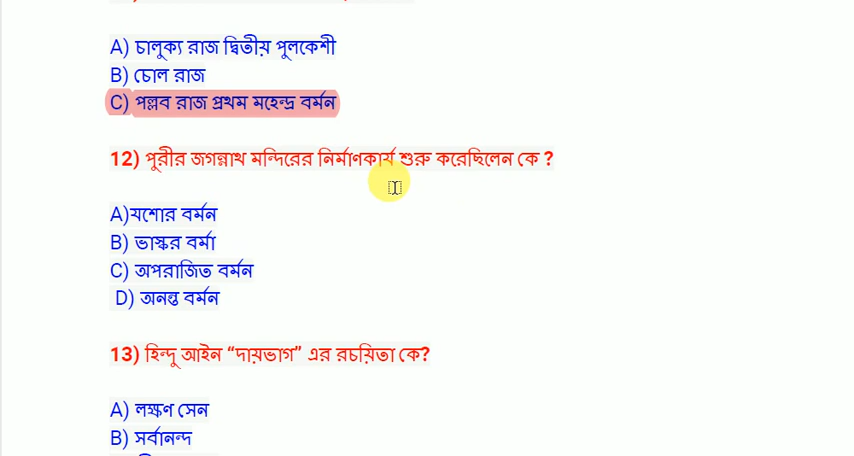 A) চালুক্য রাজ দ্বিতীয় পুলকেশী
B) চোল রাজ
C) পল্লব রাজ প্রথম মহেন্দ্র বর্মন
12) পুরীর জগন্নাথ মন্দিরের নির্মাণকার্য শুরু করেছিলেন কে ?
A)যশোর বর্মন
B) ভাস্কর বর্মা
C) অপরাজিত বর্মন
D) অনন্ত বর্মন
13) হিন্দু আইন “দায়ভাগ” এর রচয়িতা কে?
A) লক্ষণ সেন
B) সর্বানন্দ